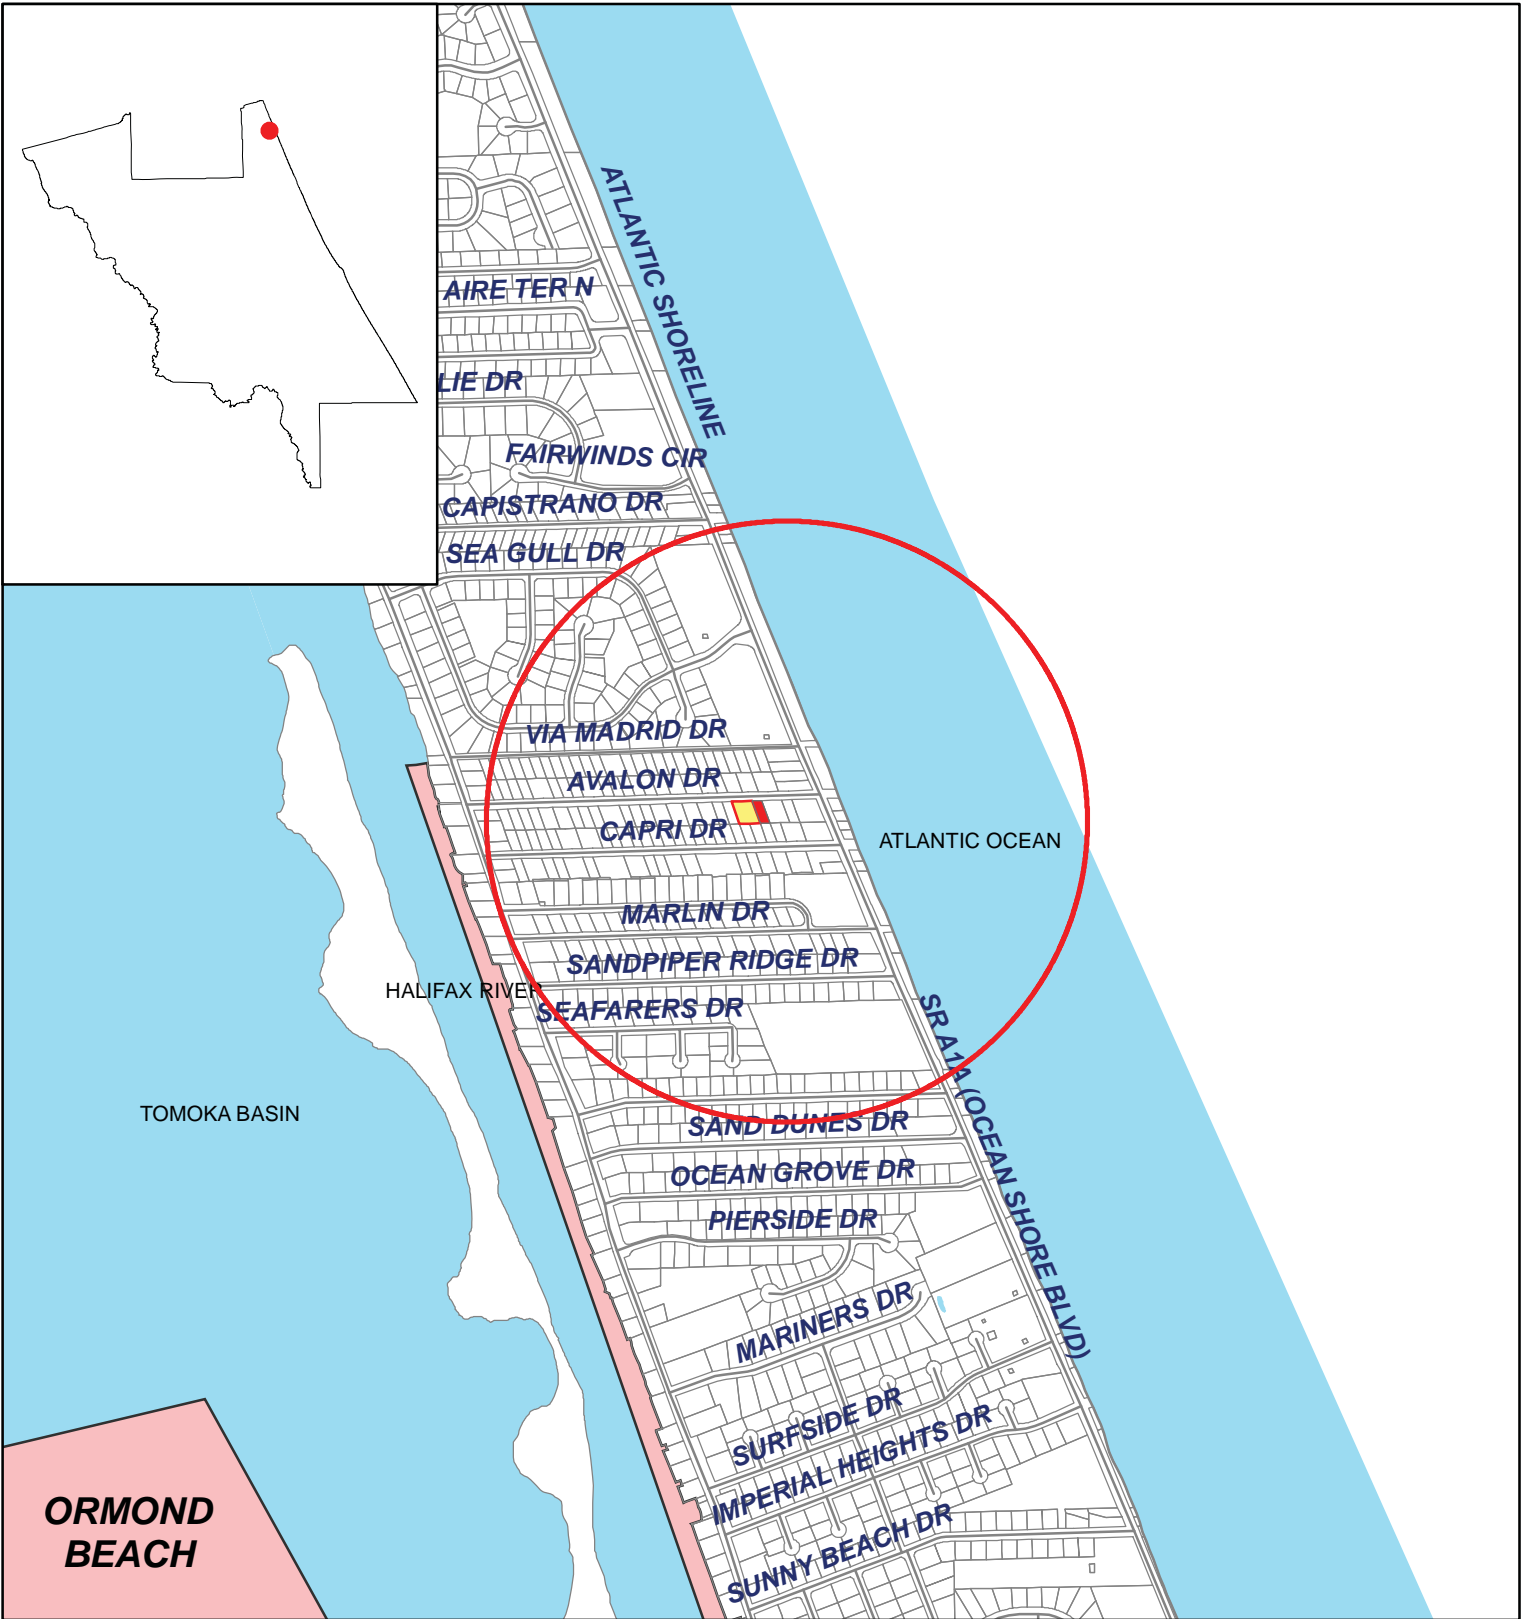 ATLANTIC SHORELINE
AIRE TER N
LIE DR
FAIRWINDS CIR
CAPISTRANO DR
SEA GULL DR
VIA MADRID DR
AVALON DR
CAPRI DR
ATLANTIC OCEAN
MARLIN DR
SANDPIPER RIDGE DR
HALIFAX RIVER
SEAFARERS DR
SR A1A (OCEAN SHORE BLVD)
TOMOKA BASIN
SAND DUNES DR
OCEAN GROVE DR
PIERSIDE DR
MARINERS DR
SURFSIDE DR
IMPERIAL HEIGHTS DR
ORMOND
BEACH
SUNNY BEACH DR